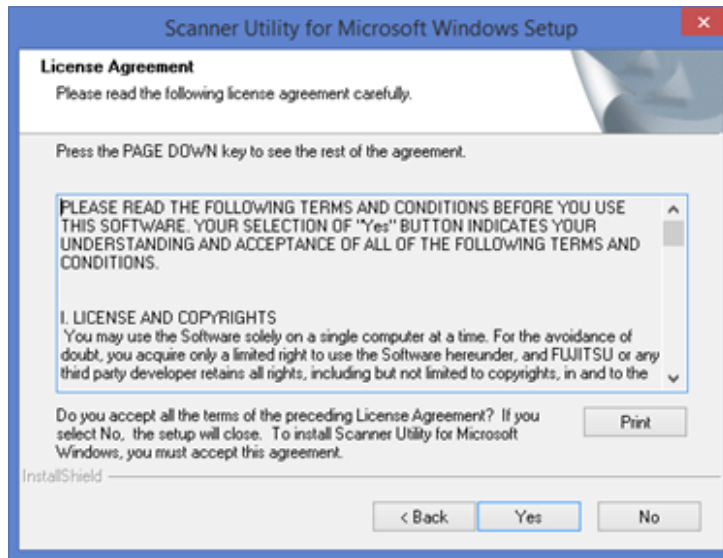 Scanner Utility for Microsoft Windows Setup
License Agreement
Please read the following license agreement carefully.
Press the PAGE DOWN key to see the rest of the agreement.
PLEASE READ THE FOLLOWING TERMS AND CONDITIONS BEFORE YOU USE
THIS SOFTWARE. YOUR SELECTION OF "Yes" BUTTON INDICATES YOUR
UNDERSTANDING AND ACCEPTANCE OF ALL OF THE FOLLOWING TERMS AND
CONDITIONS.
I. LICENSE AND COPYRIGHTS
You may use the Software solely on a single computer at a time. For the avoidance of
doubt, you acquire only a limited right to use the Software hereunder, and FUJITSU or any
third party developer retains all rights, including but not limited to copyrights, in and to the
Do you accept all the terms of the preceding License Agreement? If you
select No, the setup will close. To install Scanner Utility for Microsoft
Windows, you must accept this agreement.
Print
InstallShield
< Back
Yes
No